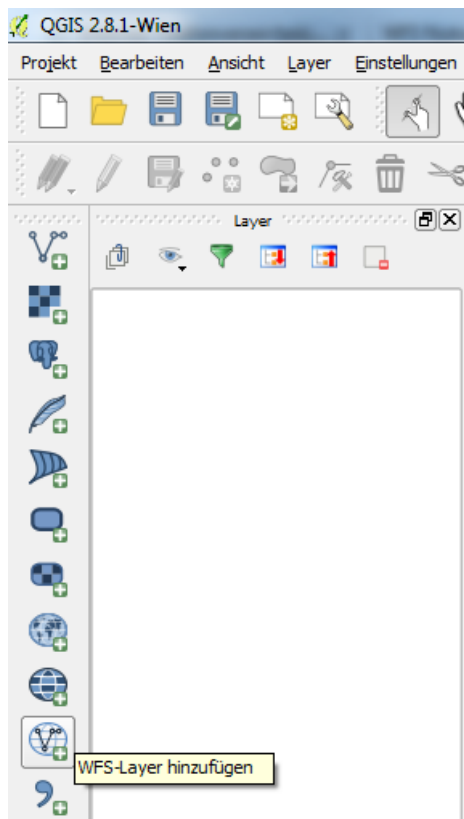 QGIS 2.8.1-Wien
Projekt Bearbeiten Ansicht Layer Einstellungen
Layer
WFS-Layer hinzufügen